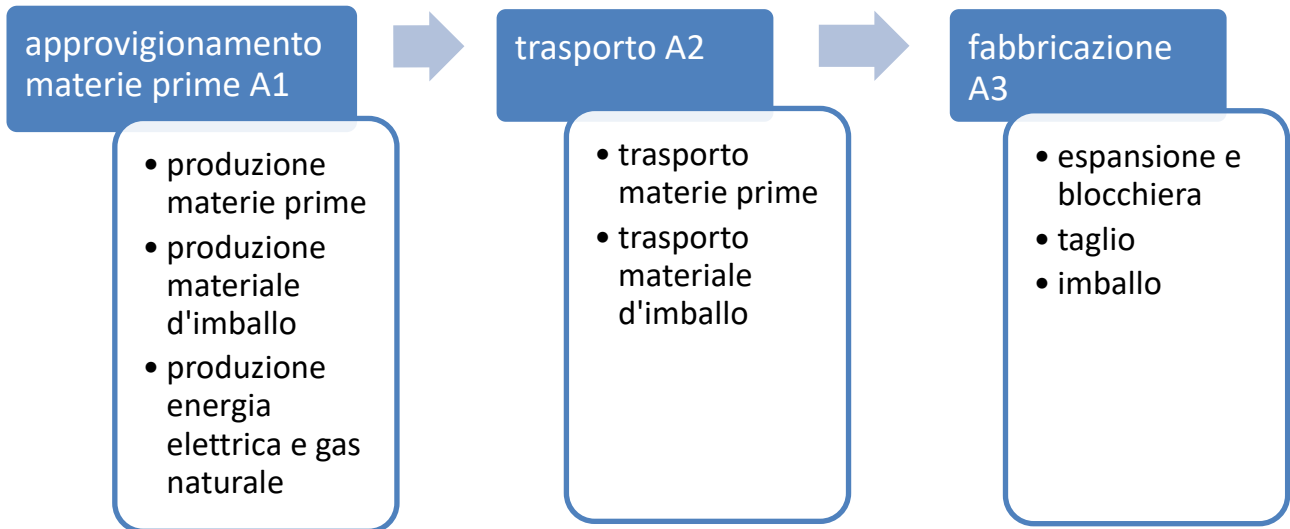 approvigionamento
materie prime A1
• produzione
materie prime
• produzione
materiale
d'imballo
• produzione
energia
elettrica e gas
naturale
trasporto A2
• trasporto
materie prime
• trasporto
materiale
d'imballo
fabbricazione
A3
• espansione e
blocchiera
• taglio
• imballo